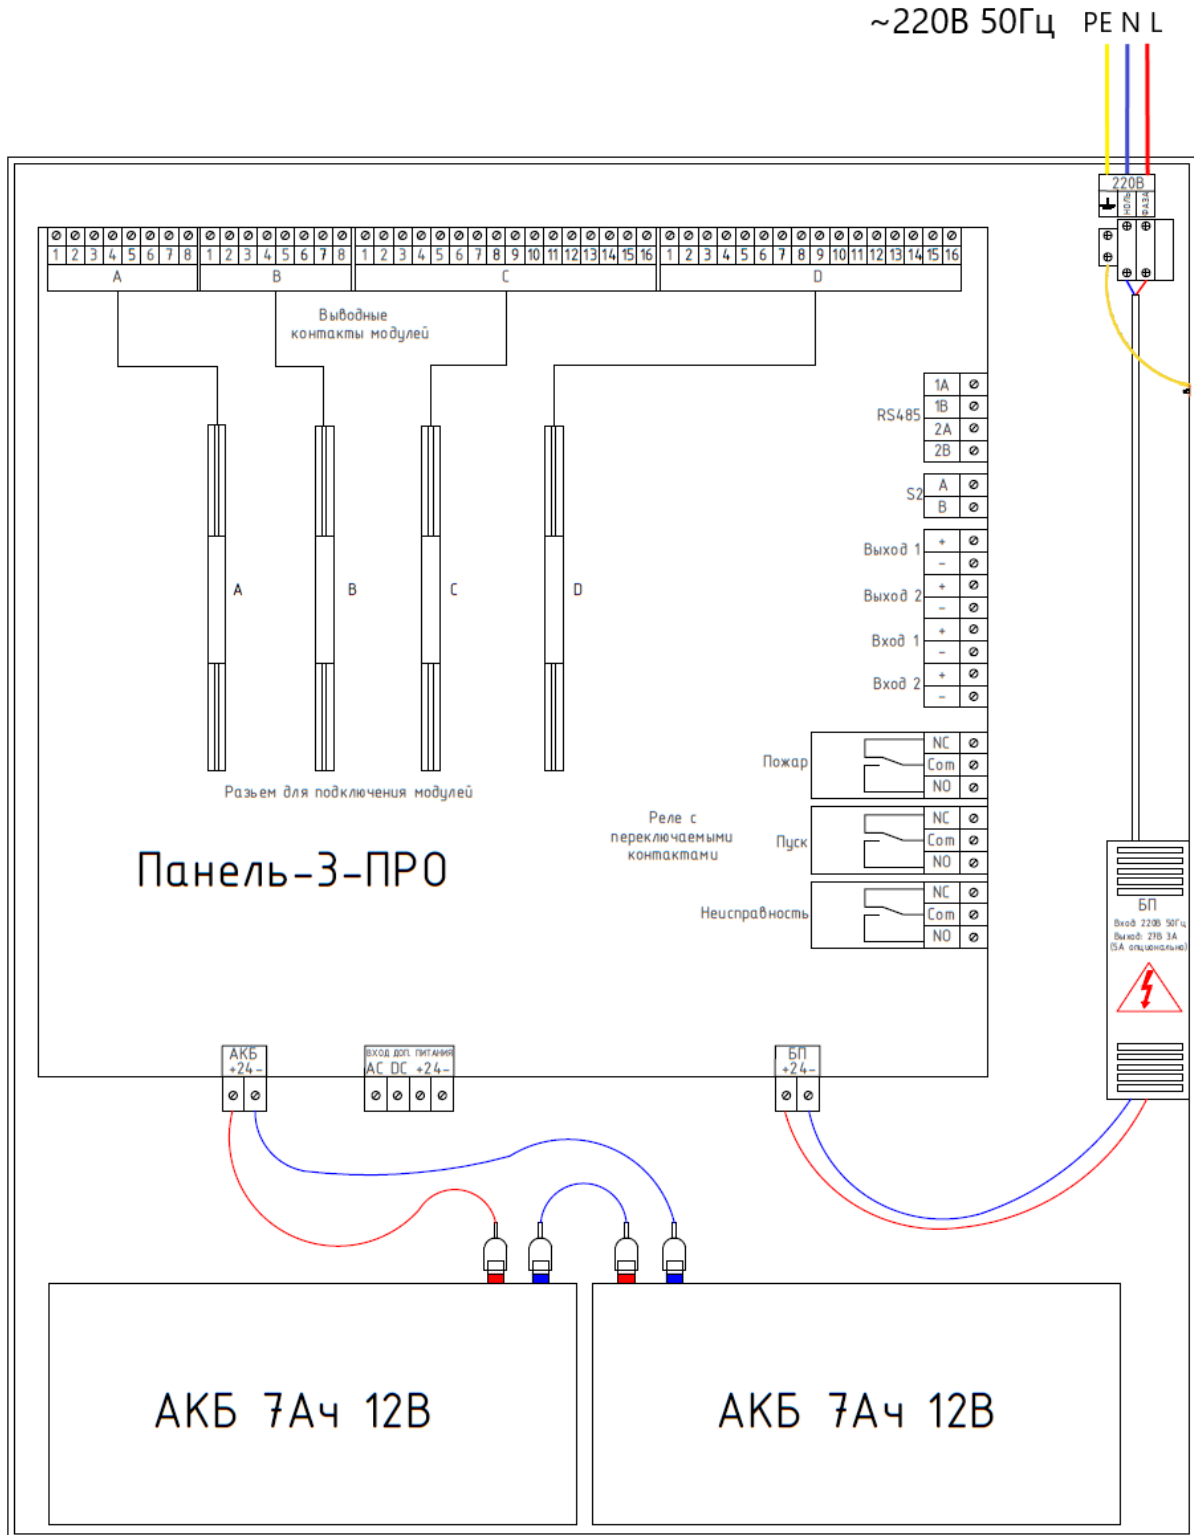 ~220В 50Гц PE N L
220В
НОЛЬ ФАЗА
1 2 3 4 5 6 7 8 1 2 3 4 5 6 7 8 1 2 3 4 5 6 7 8 9 10 11 12 13 14 15 16 1 2 3 4 5 6 7 8 9 10 11 12 13 14 15 16
A B C D
Выводные
контакты модулей
RS485
1A
1B
2A
2B
S2
A
B
Выход 1
+
-
Выход 2
+
-
Вход 1
+
-
Вход 2
+
-
A B C D
Разьем для подключения модулей
Реле с
переключаемыми
контактами
Пожар
NC
Com
NO
Пуск
NC
Com
NO
Неисправность
NC
Com
NO
Панель-3-ПРО
БП
Вход: 220В 50Гц
Выход: 27В 3А
(5А опционально)
АКБ
+24-
ВХОД ДОП. ПИТАНИЯ
AC DC +24-
БП
+24-
АКБ 7Ач 12В
АКБ 7Ач 12В